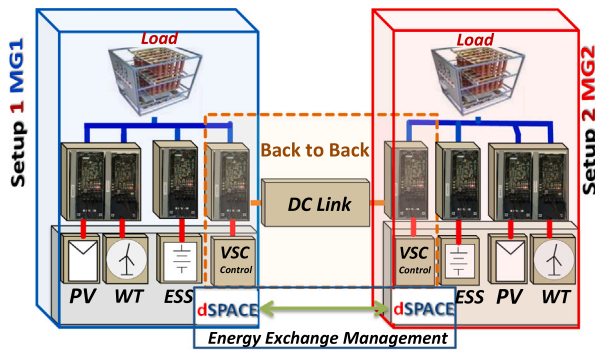 Setup 1 MG1
Load
PV
WT
ESS
VSC
Control
Back to Back
DC Link
Load
VSC
Control
ESS
PV
WT
Setup 2 MG2
dSPACE
dSPACE
Energy Exchange Management